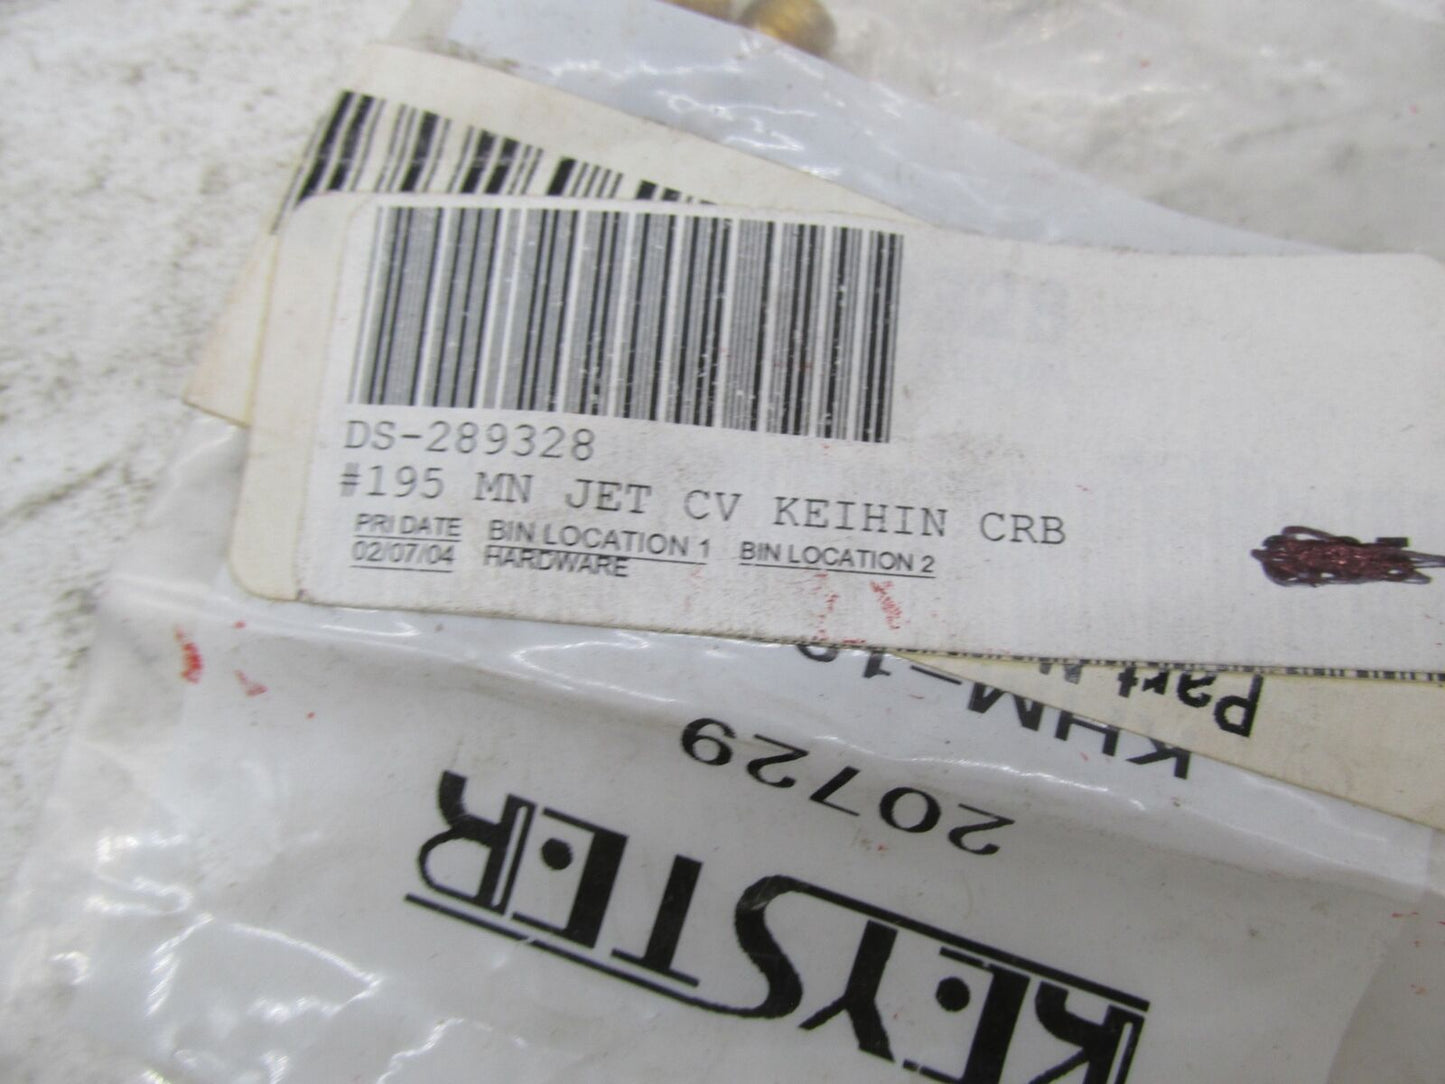 DS-289328
#195 MN JET CV KEIHIN CRB
PRI DATE BIN LOCATION 1 BIN LOCATION 2
02/07/04 HARDWARE
Part
20729
KEYSTER